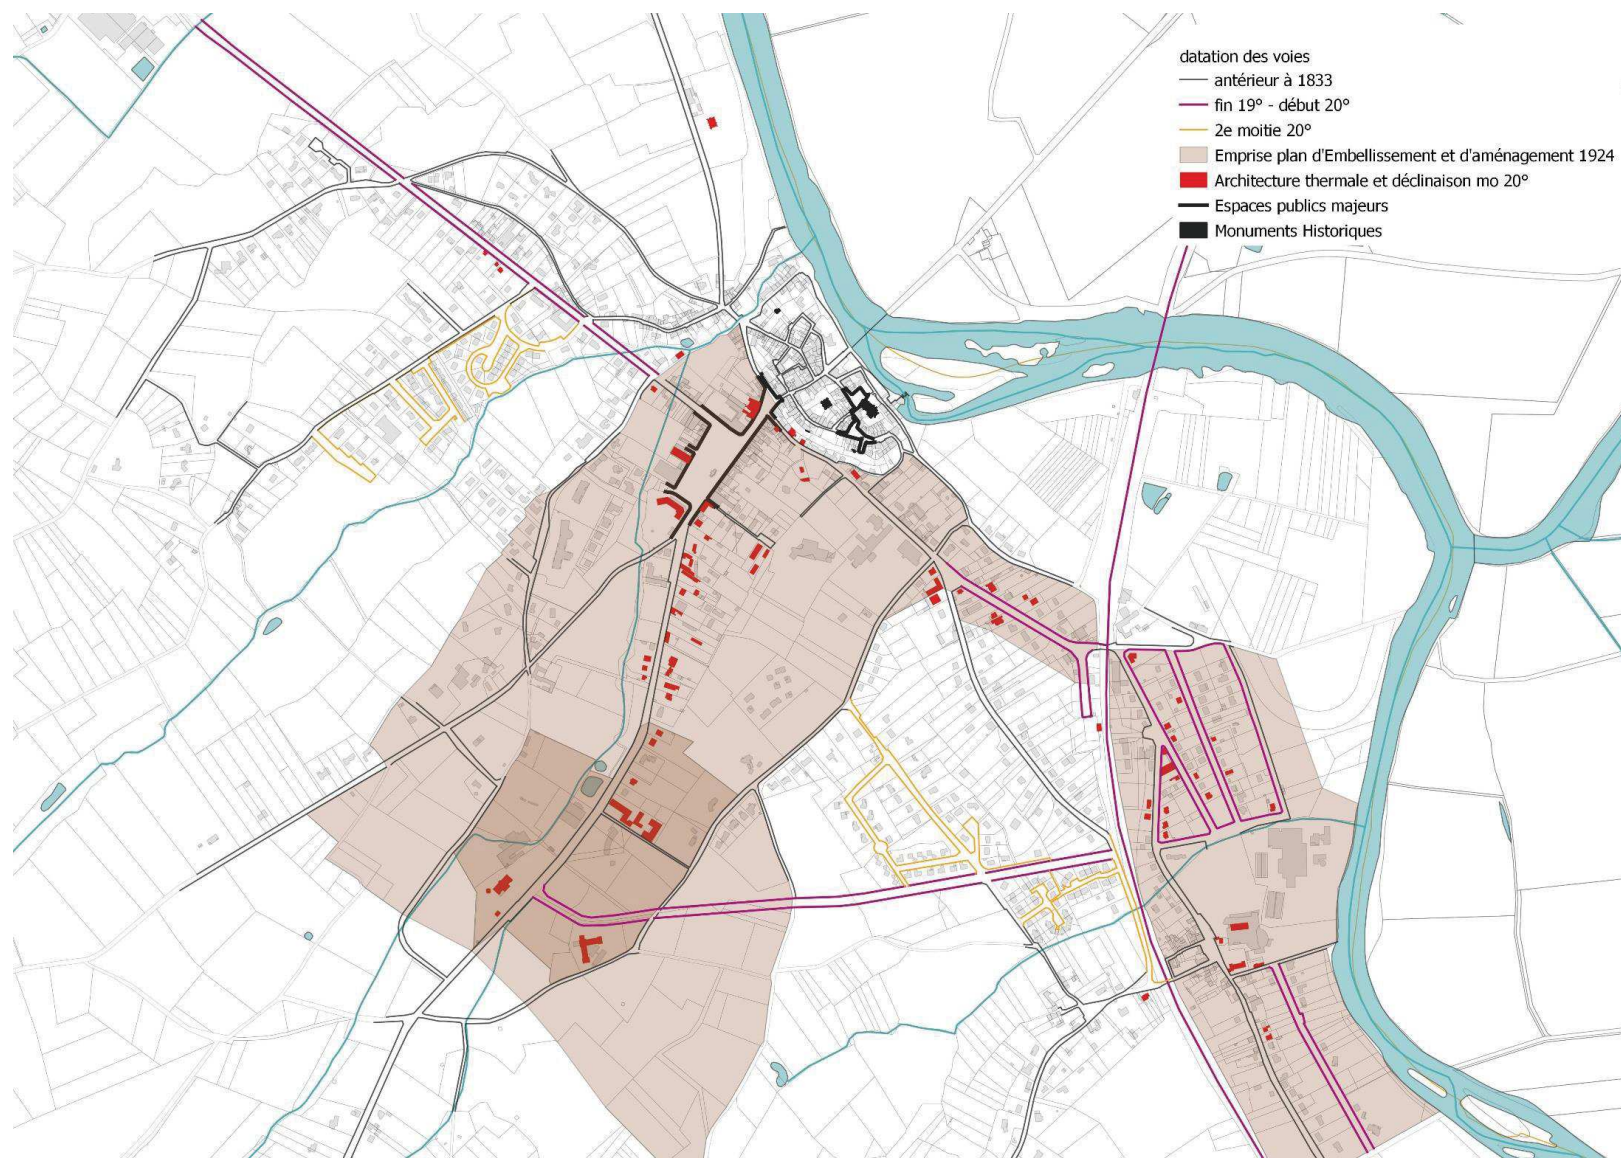 datation des voies
antérieur à 1833
fin 19° - début 20°
2e moitie 20°
Emprise plan d'Embellissement et d'aménagement 1924
Architecture thermale et déclinaison mo 20°
Espaces publics majeurs
Monuments Historiques